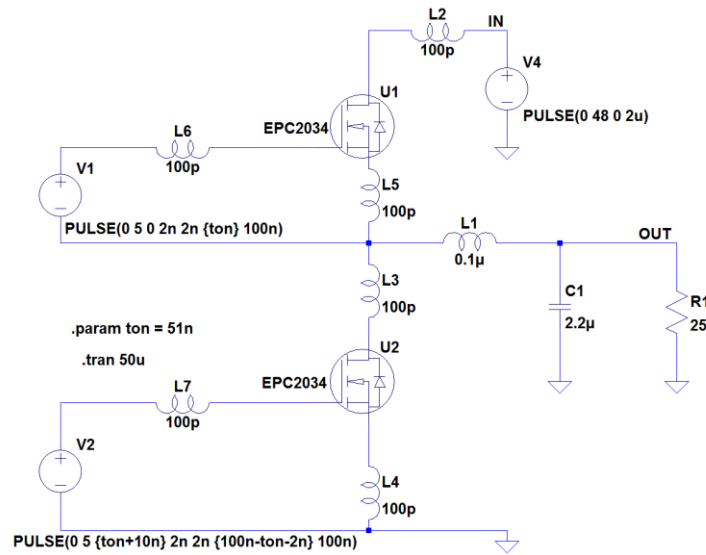 L2
IN
100p
V4
U1
PULSE(0 48 0 2u)
EPC2034
L6
100p
V1
L5
100p
PULSE(0 5 0 2n 2n {ton} 100n)
L1
OUT
0.1µ
L3
100p
C1
2.2µ
R1
25
.param ton = 51n
.tran 50u
U2
EPC2034
L7
100p
V2
L4
100p
PULSE(0 5 {ton+10n} 2n 2n {100n-ton-2n} 100n)